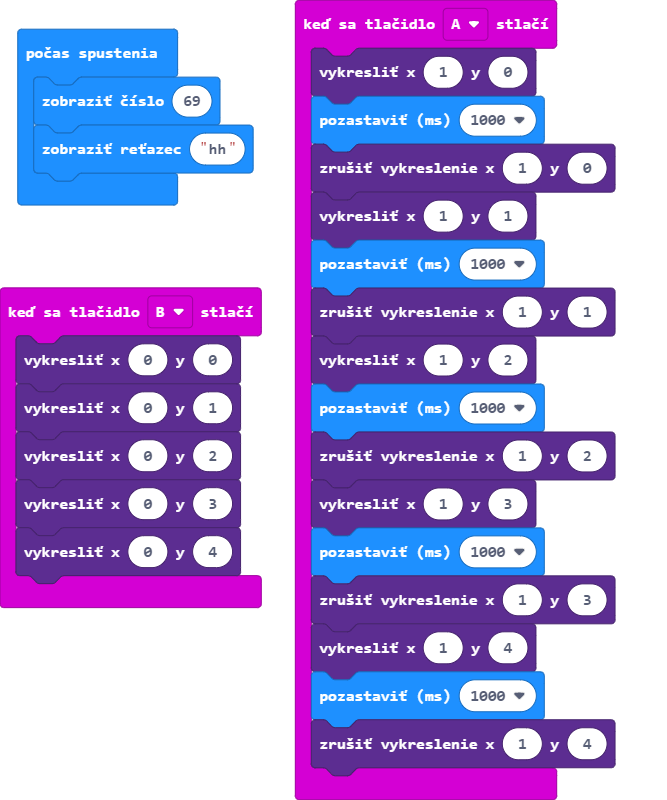 počas spustenia
zobraziť číslo 69
zobraziť reťazec "hh"
keď sa tlačidlo B stlačí
vykresliť x 0 y 0
vykresliť x 0 y 1
vykresliť x 0 y 2
vykresliť x 0 y 3
vykresliť x 0 y 4
keď sa tlačidlo A stlačí
vykresliť x 1 y 0
pozastaviť (ms) 1000
zrušiť vykreslenie x 1 y 0
vykresliť x 1 y 1
pozastaviť (ms) 1000
zrušiť vykreslenie x 1 y 1
vykresliť x 1 y 2
pozastaviť (ms) 1000
zrušiť vykreslenie x 1 y 2
vykresliť x 1 y 3
pozastaviť (ms) 1000
zrušiť vykreslenie x 1 y 3
vykresliť x 1 y 4
pozastaviť (ms) 1000
zrušiť vykreslenie x 1 y 4